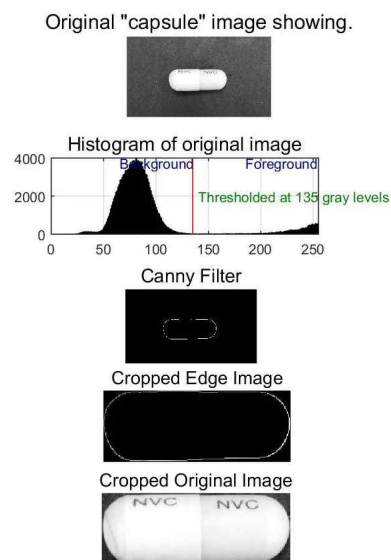 Original "capsule" image showing.
NVC NVC
Histogram of original image
4000
2000
0
Background Foreground
Thresholded at 135 gray levels
0 50 100 150 200 250
Canny Filter
Cropped Edge Image
Cropped Original Image
NVC NVC